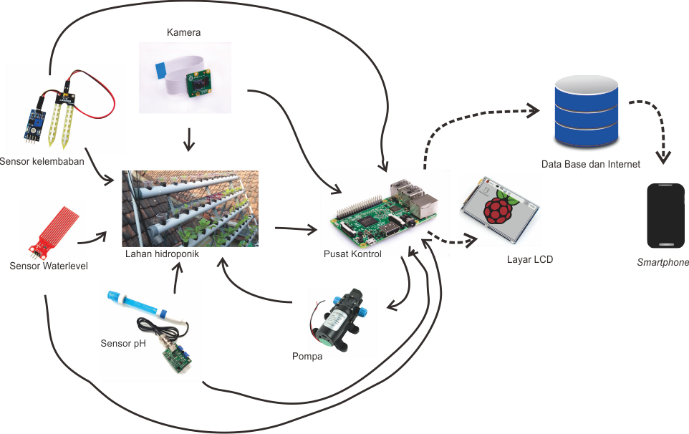 Kamera
Sensor kelembaban
Data Base dan Internet
Lahan hidroponik
Pusat Kontrol
Sensor Waterlevel
Layar LCD
Smartphone
Sensor pH
Pompa